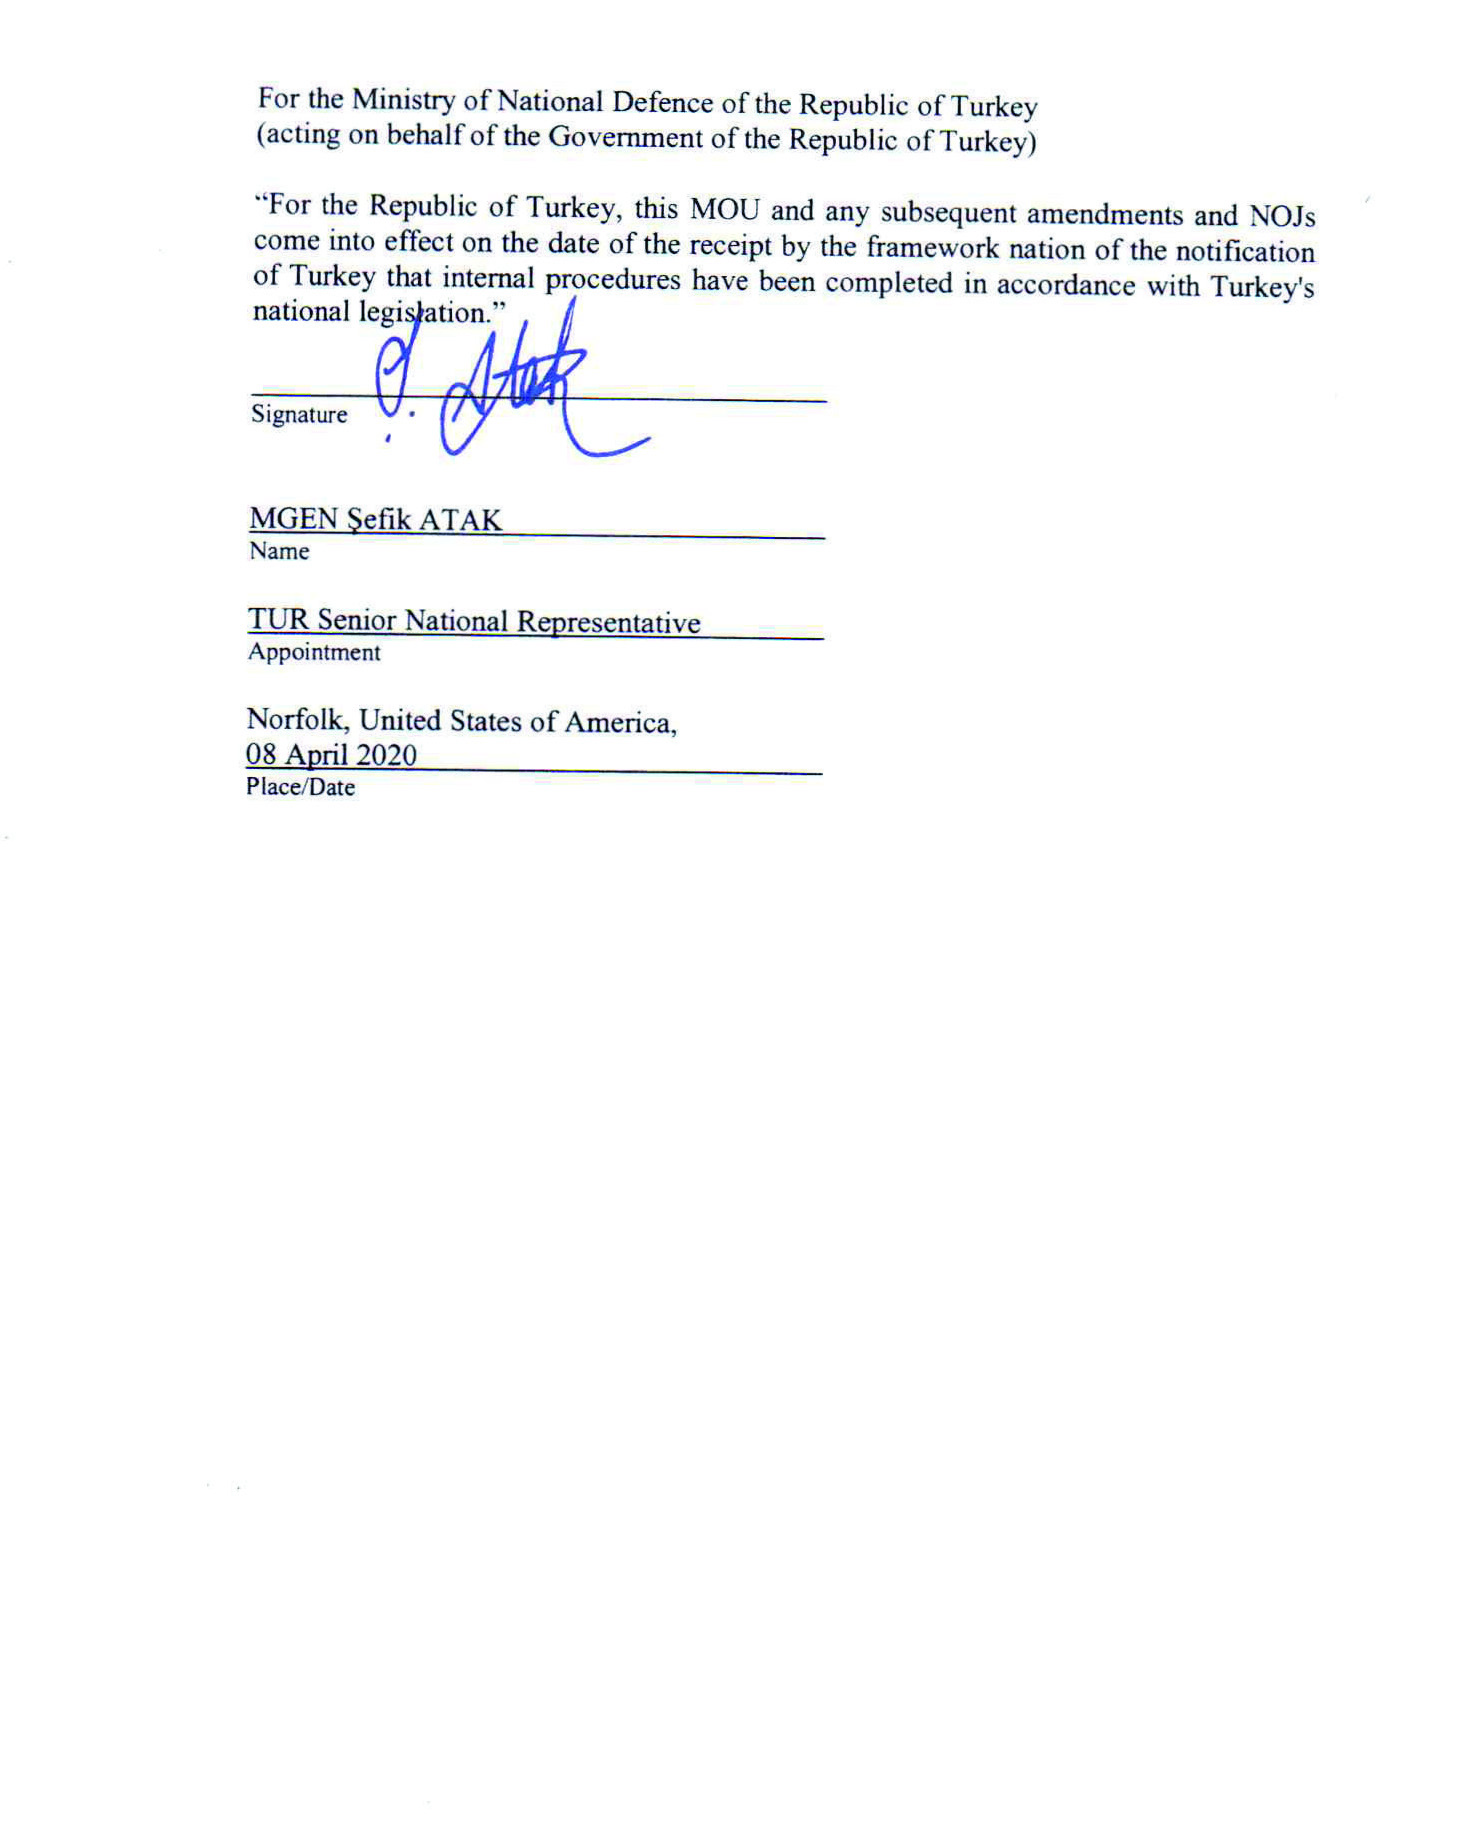 For the Ministry of National Defence of the Republic of Turkey
(acting on behalf of the Government of the Republic of Turkey)
“For the Republic of Turkey, this MOU and any subsequent amendments and NOJs
come into effect on the date of the receipt by the framework nation of the notification
of Turkey that internal procedures have been completed in accordance with Turkey's
national legislation.”
Ş. Atak
Signature
MGEN Şefik ATAK
Name
TUR Senior National Representative
Appointment
Norfolk, United States of America,
08 April 2020
Place/Date